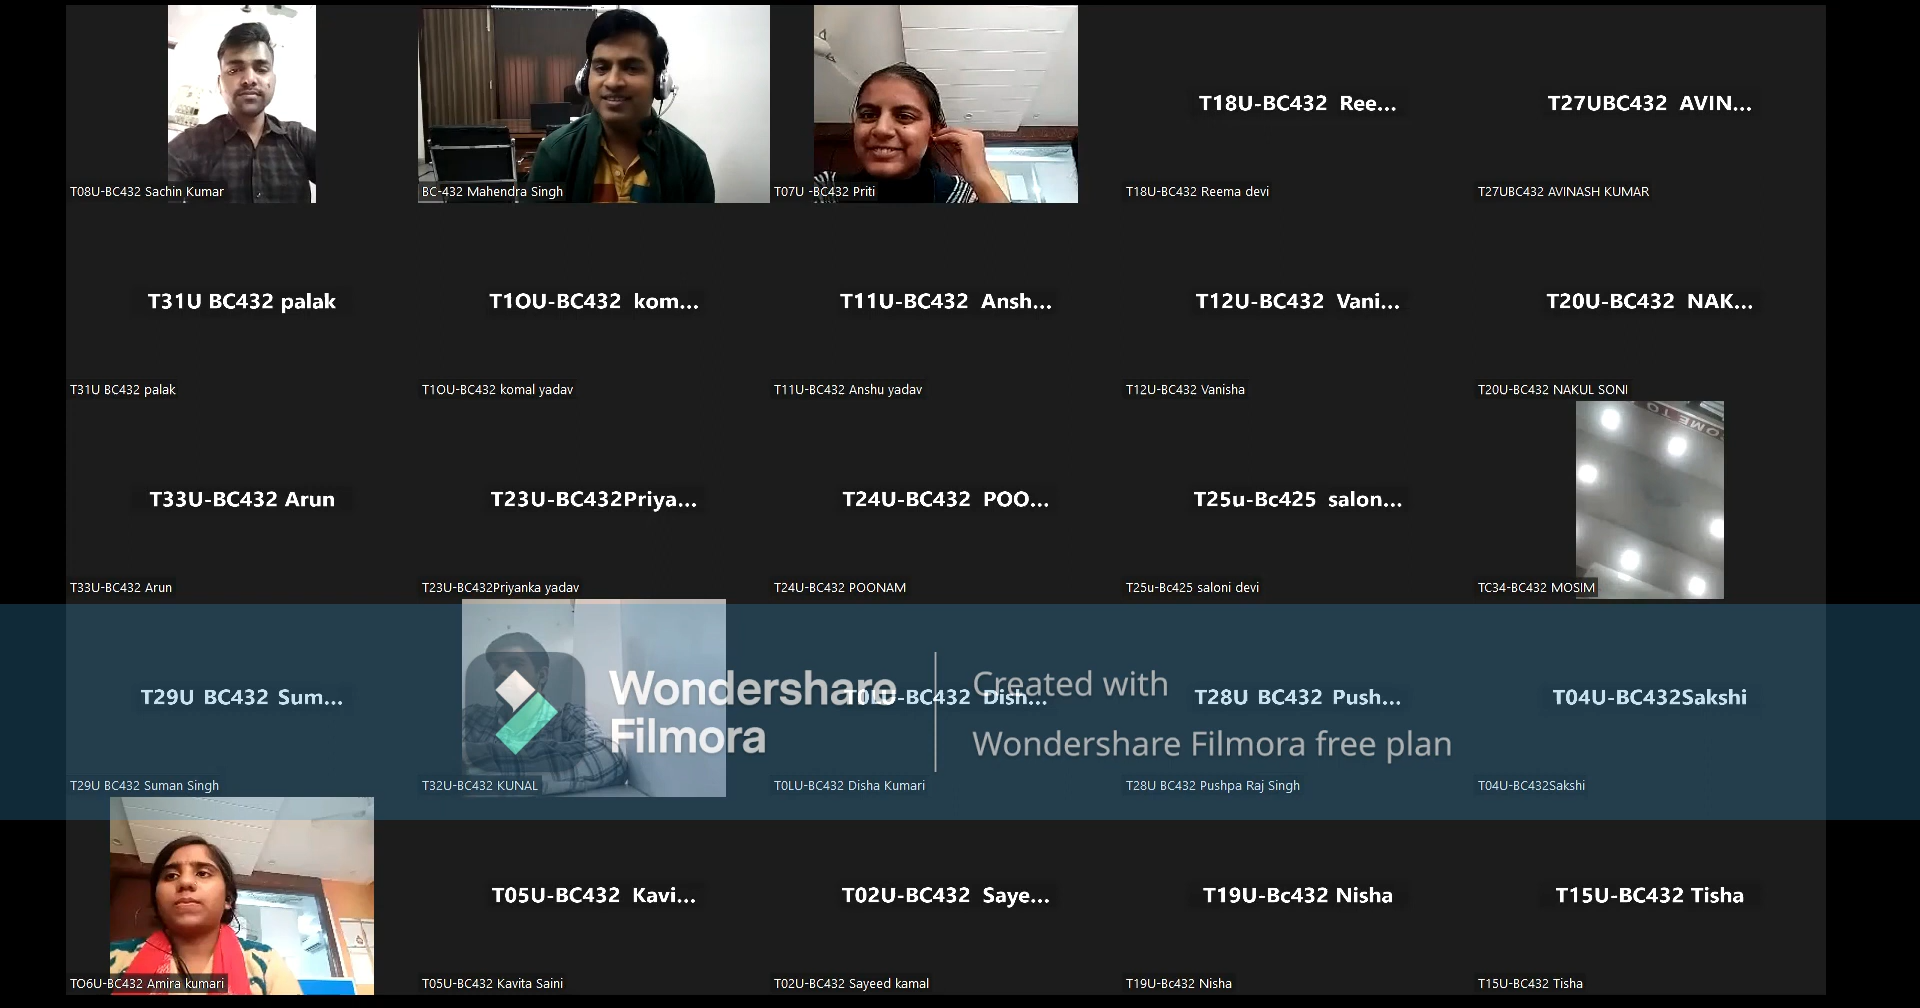 T08U-BC432 Sachin Kumar
BC-432 Mahendra Singh
T07U -BC432 Priti
T18U-BC432 Ree...
T18U-BC432 Reema devi
T27UBC432 AVIN...
T27UBC432 AVINASH KUMAR
T31U BC432 palak
T31U BC432 palak
T1OU-BC432 kom...
T1OU-BC432 komal yadav
T11U-BC432 Ansh...
T11U-BC432 Anshu yadav
T12U-BC432 Vani...
T12U-BC432 Vanisha
T20U-BC432 NAK...
T20U-BC432 NAKUL SONI
T33U-BC432 Arun
T33U-BC432 Arun
T23U-BC432Priya...
T23U-BC432Priyanka yadav
T24U-BC432 POO...
T24U-BC432 POONAM
T25u-Bc425 salon...
T25u-Bc425 saloni devi
OME TO
TC34-BC432 MOSIM
T29U BC432 Sum...
T29U BC432 Suman Singh
T32U-BC432 KUNAL
Wondershare
Filmora
Created with
Wondershare Filmora free plan
T0LU-BC432 Dish...
T0LU-BC432 Disha Kumari
T28U BC432 Push...
T28U BC432 Pushpa Raj Singh
T04U-BC432Sakshi
T04U-BC432Sakshi
TO6U-BC432 Amira kumari
T05U-BC432 Kavi...
T05U-BC432 Kavita Saini
T02U-BC432 Saye...
T02U-BC432 Sayeed kamal
T19U-Bc432 Nisha
T19U-Bc432 Nisha
T15U-BC432 Tisha
T15U-BC432 Tisha